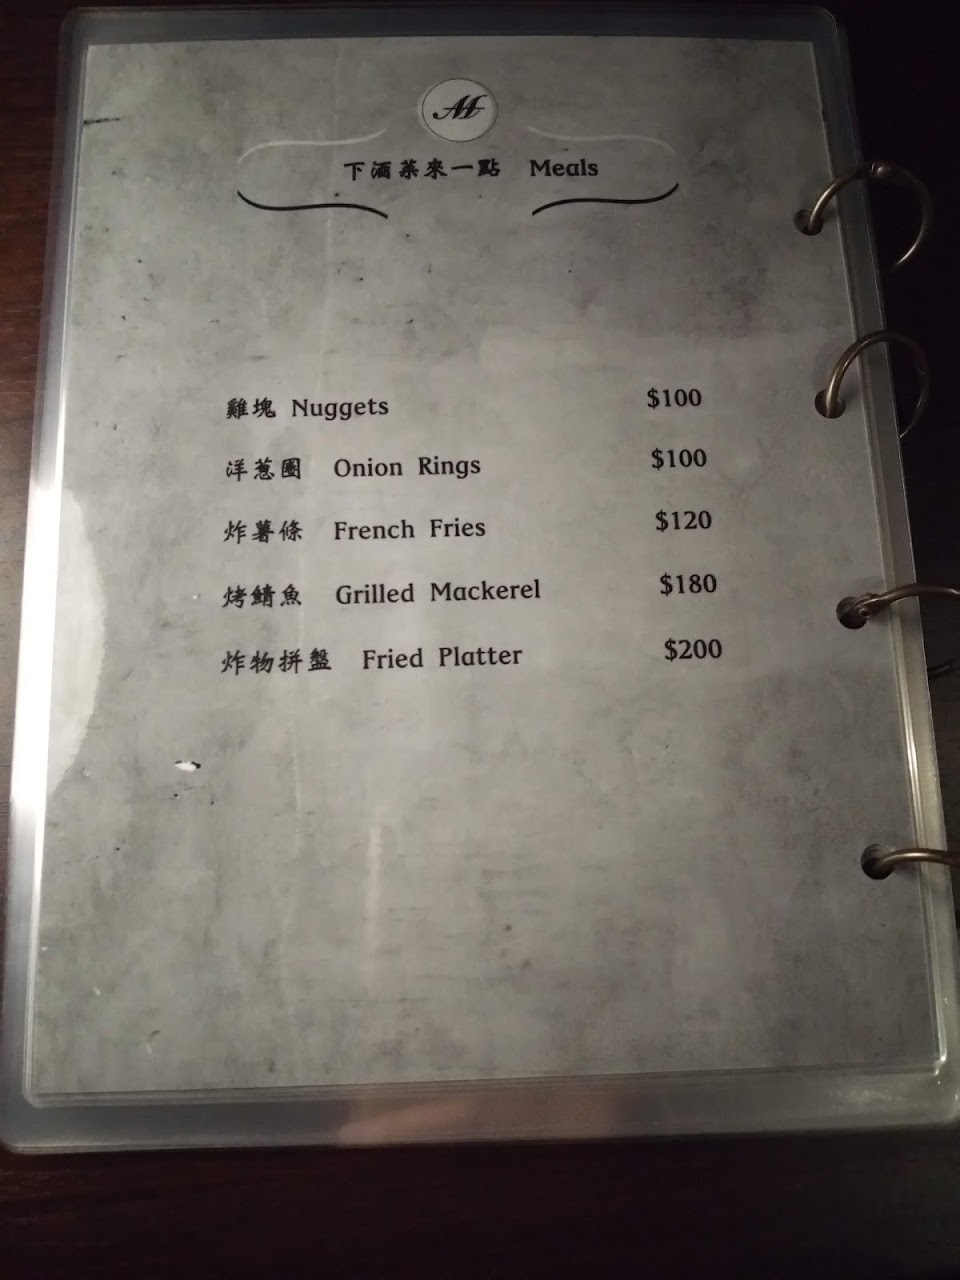 M
下酒菜來一點 Meals
雞塊 Nuggets $100
洋蔥圈 Onion Rings $100
炸薯條 French Fries $120
烤鯖魚 Grilled Mackerel $180
炸物拼盤 Fried Platter $200